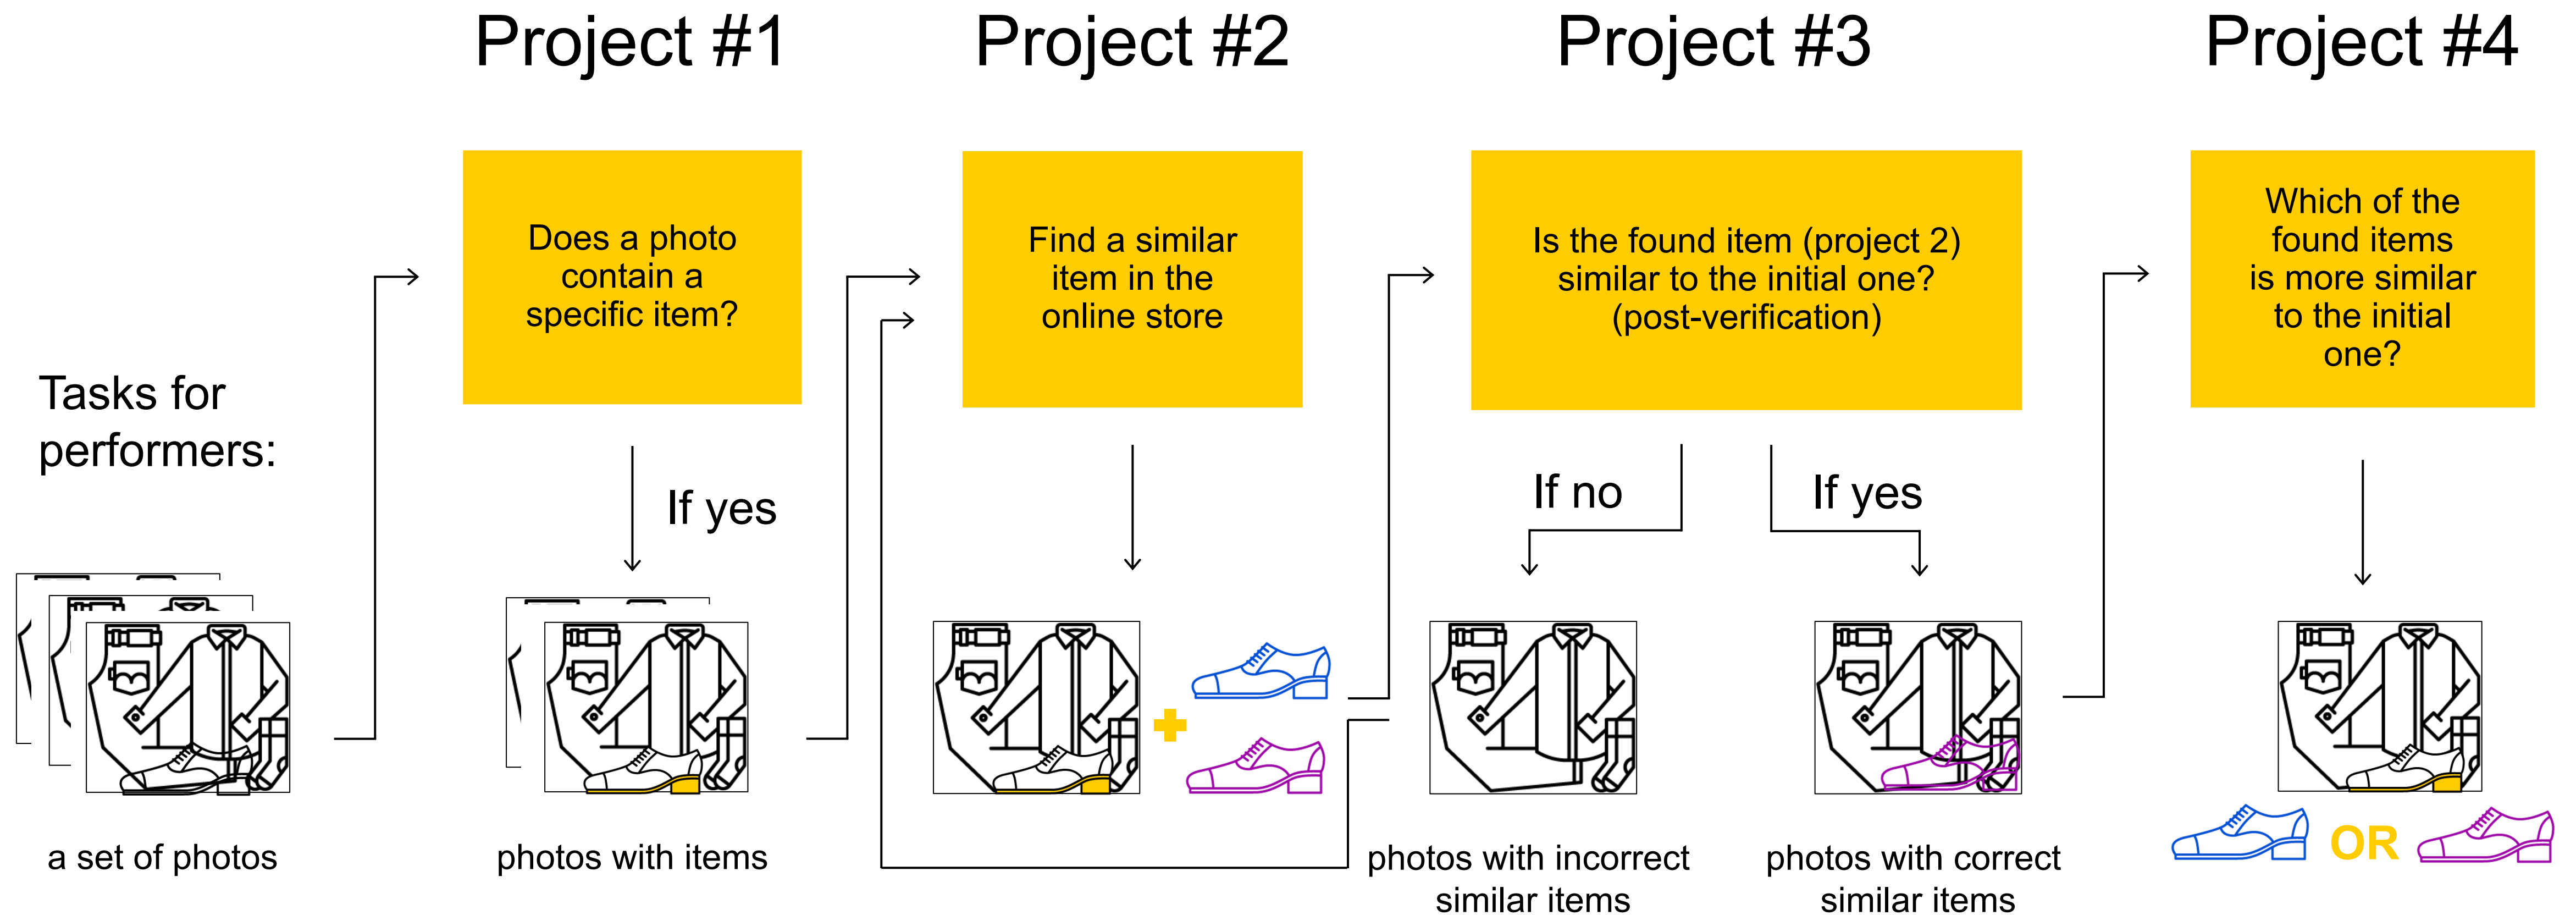 Project #1
Project #2
Project #3
Project #4
Does a photo
contain a
specific item?
Find a similar
item in the
online store
Is the found item (project 2)
similar to the initial one?
(post-verification)
Which of the
found items
is more similar
to the initial
one?
Tasks for
performers:
If yes
If no
If yes
a set of photos
photos with items
photos with incorrect
similar items
photos with correct
similar items
OR